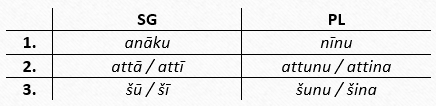 SG PL
1. anāku nīnu
2. attā / attī attunu / attina
3. šū / šī šunu / šina